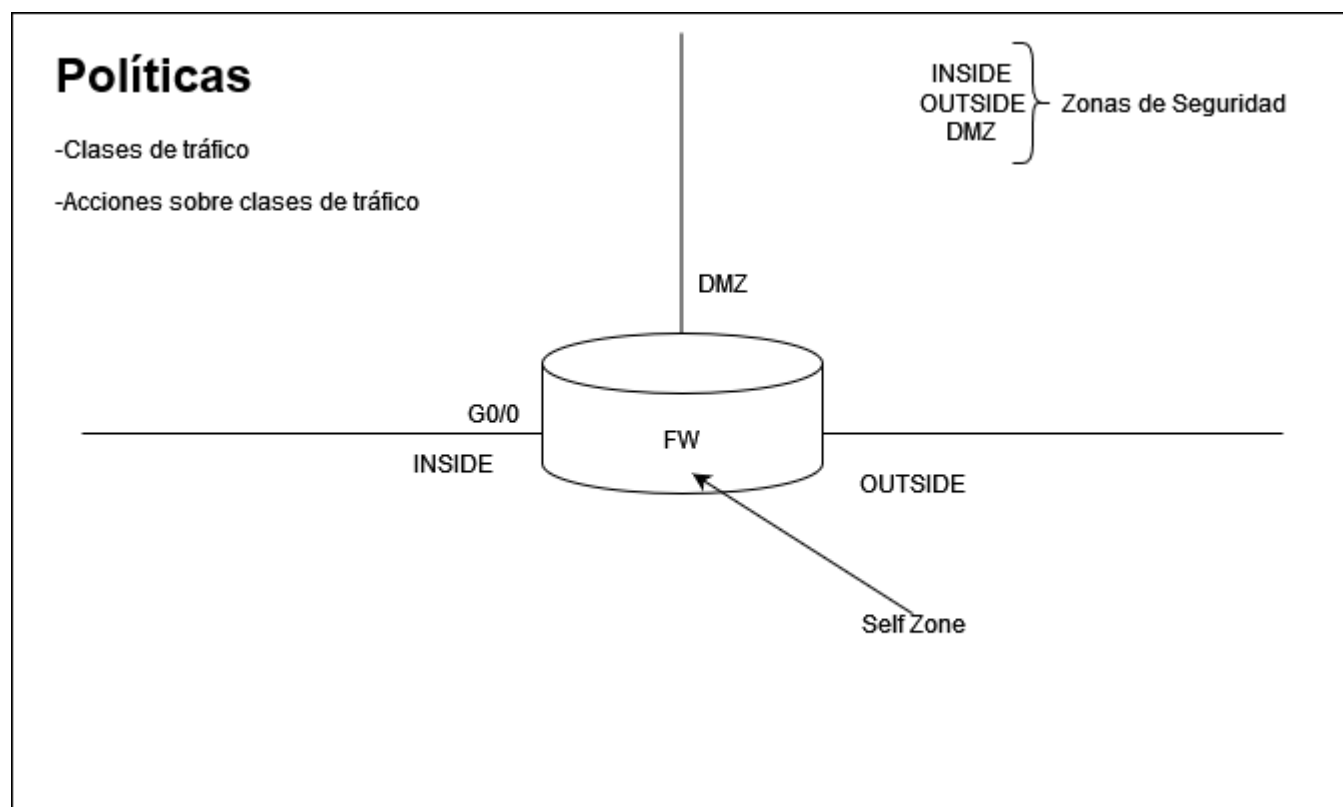 Políticas
-Clases de tráfico
-Acciones sobre clases de tráfico
INSIDE
OUTSIDE
DMZ
Zonas de Seguridad
DMZ
G0/0
INSIDE
FW
OUTSIDE
Self Zone